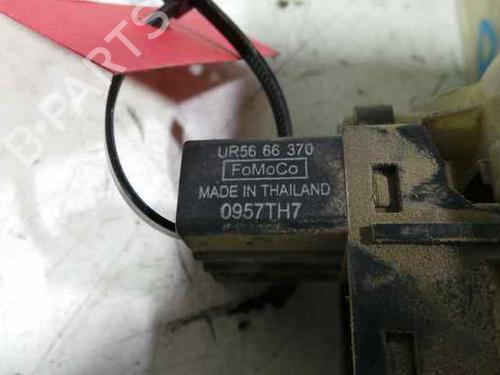 UR56 66 370
FoMoCo
MADE IN THAILAND
0957TH7
B-PARTS